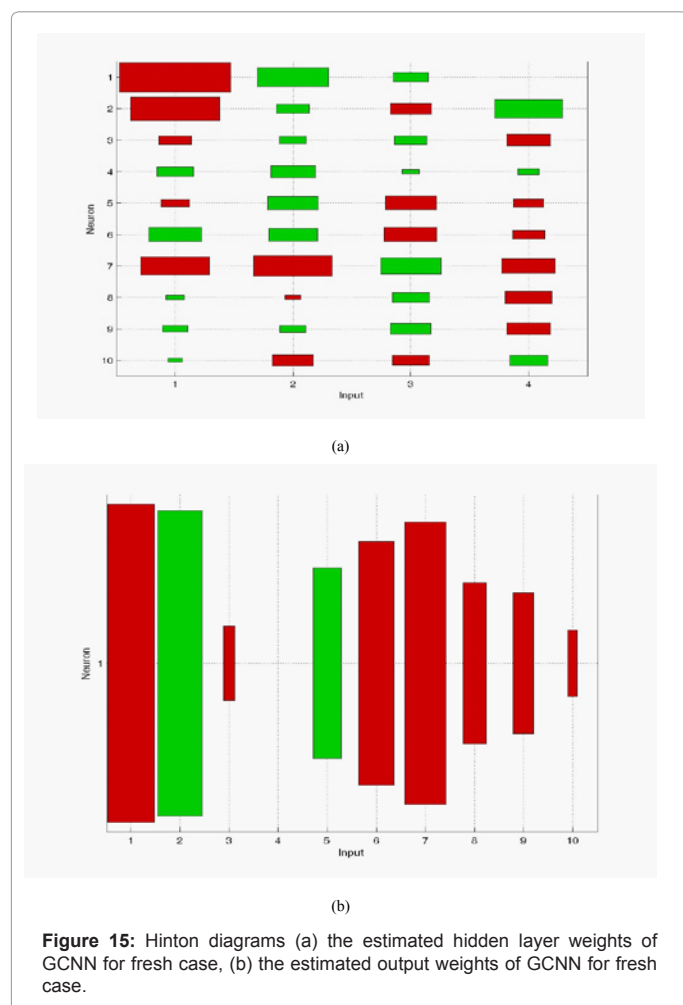 1
2
3
4
5
6
7
8
9
10
Neuron
1 2 3 4
Input
(a)
1
Neuron
1 2 3 4 5 6 7 8 9 10
Input
(b)
Figure 15: Hinton diagrams (a) the estimated hidden layer weights of
GCNN for fresh case, (b) the estimated output weights of GCNN for fresh
case.